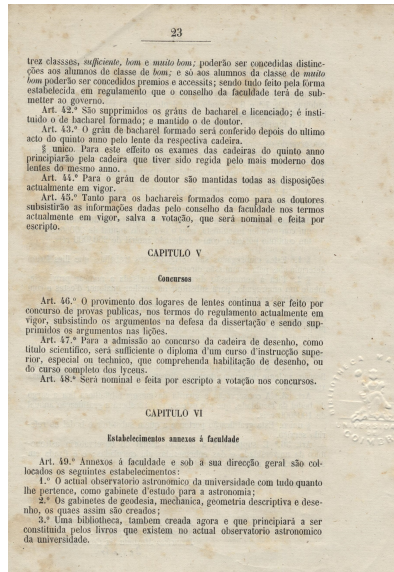 23
trez classses, sufficiente, bom e muito bom; poderão ser concedidas distinc-
ções aos alumnos de classe de bom; e só aos alumnos da classe de muito
bom poderão ser concedidos premios e accessits; sendo tudo feito pela fórma
estabelecida em regulamento que o conselho da faculdade terá de sub-
metter ao governo.
Art. 42.º São supprimidos os gráus de bacharel e licenciado; é insti-
tuido o de bacharel formado; e mantido o de doutor.
Art. 43.º O gráu de bacharel formado será conferido depois do ultimo
acto do quinto anno pelo lente da respectiva cadeira.
§ unico. Para este effeito os exames das cadeiras do quinto anno
principiarão pela cadeira que tiver sido regida pelo mais moderno dos
lentes do mesmo anno.
Art. 44.º Para o gráu de doutor são mantidas todas as disposições
actualmente em vigor.
Art. 45.º Tanto para os bachareis formados como para os doutores
subsistirão as informações dadas pelo conselho da faculdade nos termos
actualmente em vigor, salva a votação, que será nominal e feita por
escripto.
CAPITULO V
Concursos
Art. 46.º O provimento dos logares de lentes continua a ser feito por
concurso de provas publicas, nos termos do regulamento actualmente em
vigor, subsistindo os argumentos na defesa da dissertação e sendo sup-
primidos os argumentos nas lições.
Art. 47.º Para a admissão ao concurso da cadeira de desenho, como
titulo scientifico, será sufficiente o diploma d'um curso d'instrucção supe-
rior, especial ou technico, que comprehenda habilitação de desenho, ou
do curso completo dos lyceus.
Art. 48.º Será nominal e feita por escripto a votação nos concursos.
CAPITULO VI
Estabelecimentos annexos á faculdade
Art. 49.º Annexos á faculdade e sob a sua direcção geral são col-
locados os seguintes estabelecimentos:
1.º O actual observatorio astronomico da universidade com tudo quanto
lhe pertence, como gabinete d'estudo para a astronomia;
2.º Os gabinetes de geodesia, mechanica, geometria descriptiva e dese-
nho, os quaes assim são creados;
3.º Uma bibliotheca, tambem creada agora e que principiará a ser
constituida pelos livros que existem no actual observatorio astronomico
da universidade.